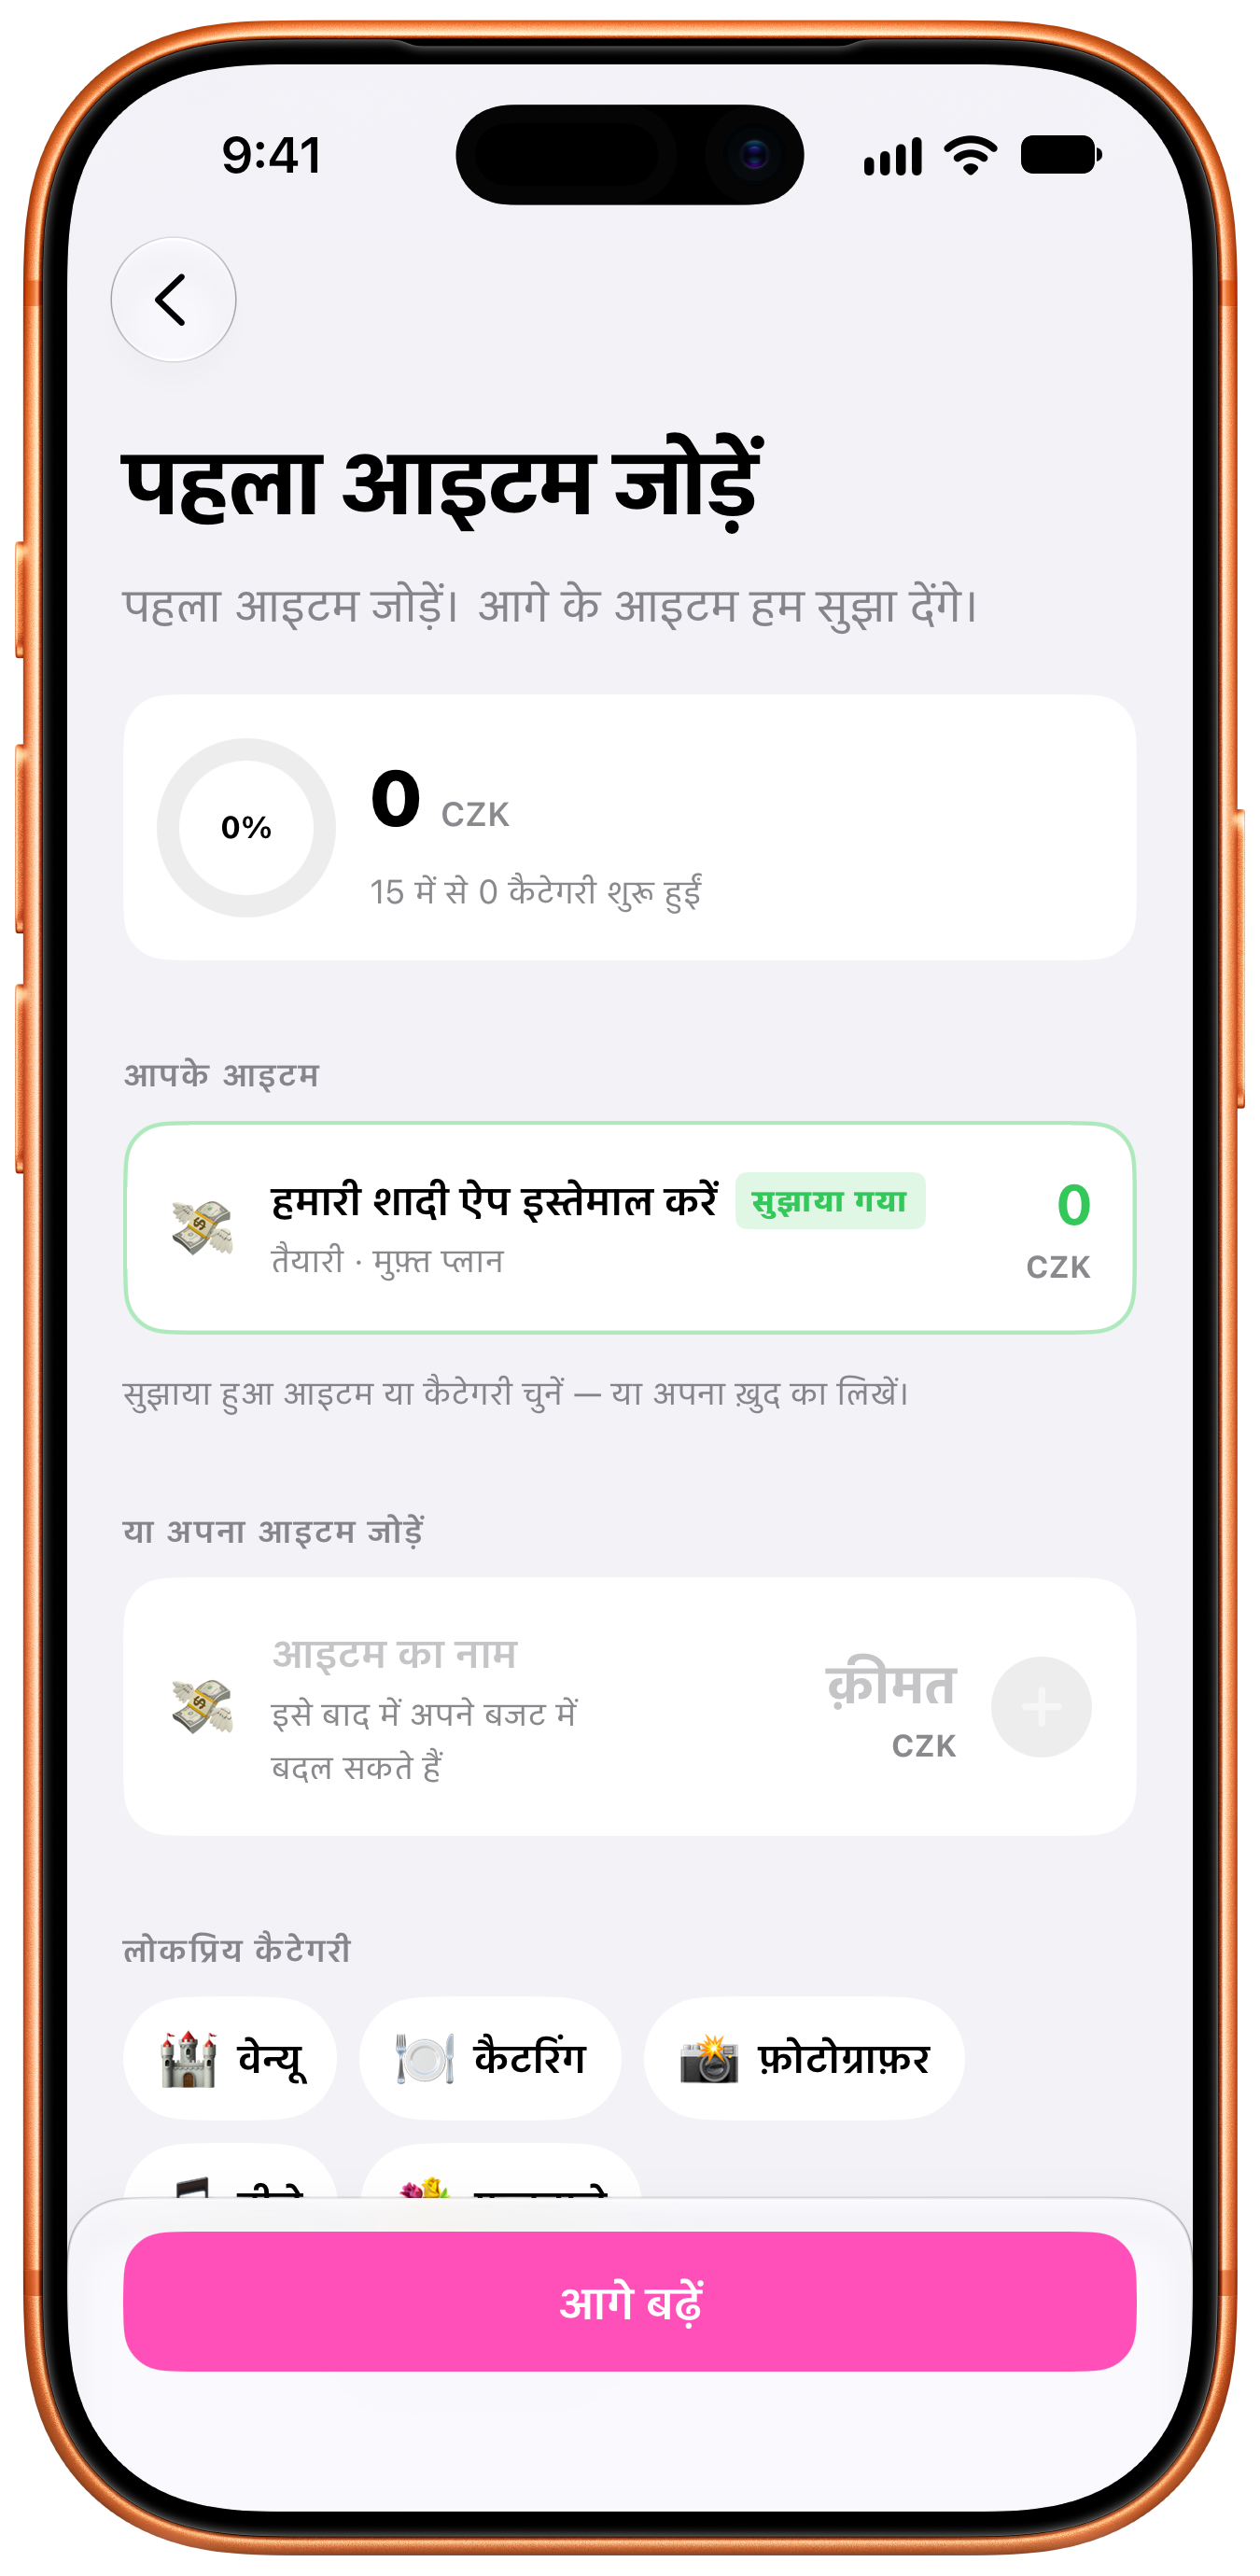 9:41
पहला आइटम जोड़ें
पहला आइटम जोड़ें। आगे के आइटम हम सुझा देंगे।
0%
0 CZK
15 में से 0 कैटेगरी शुरू हुईं
आपके आइटम
हमारी शादी ऐप इस्तेमाल करें सुझाया गया 0
तैयारी · मुफ़्त प्लान CZK
सुझाया हुआ आइटम या कैटेगरी चुनें — या अपना ख़ुद का लिखें।
या अपना आइटम जोड़ें
आइटम का नाम
क़ीमत
इसे बाद में अपने बजट में
बदल सकते हैं
CZK
लोकप्रिय कैटेगरी
वेन्यू
कैटरिंग
फ़ोटोग्राफ़र
आगे बढ़ें